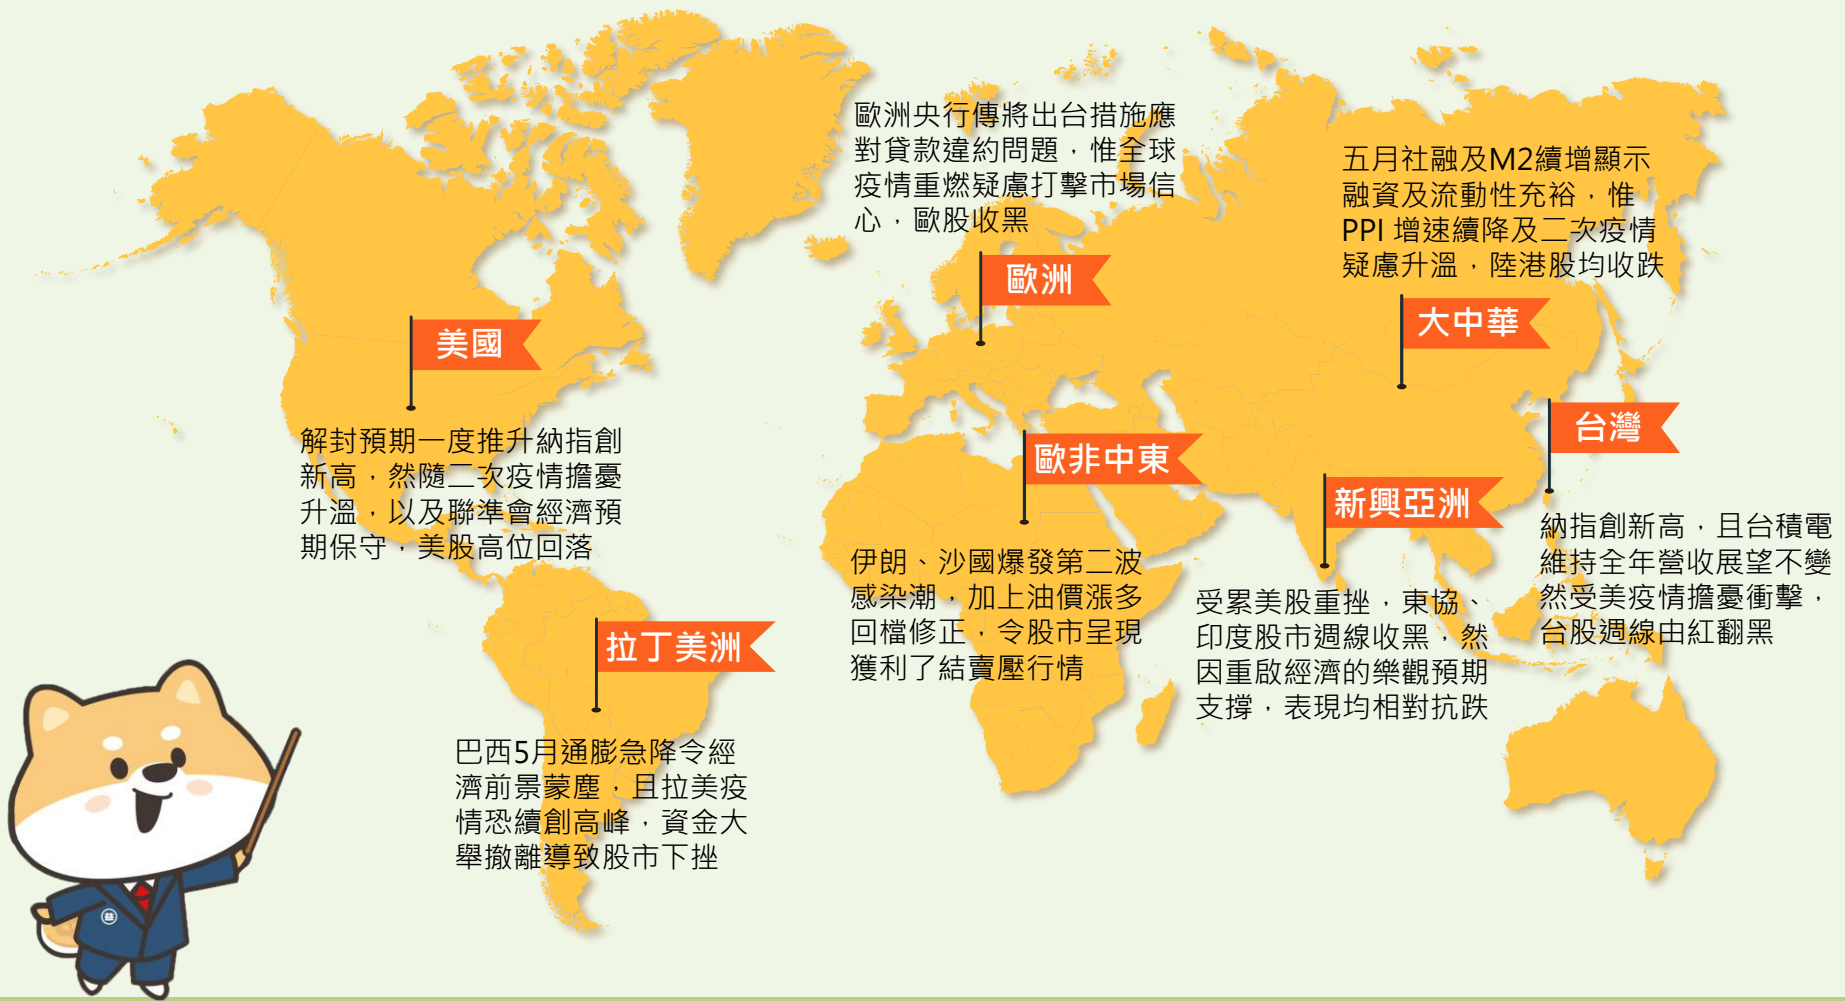 歐洲央行傳將出台措施應
對貸款違約問題，惟全球
疫情重燃疑慮打擊市場信
心，歐股收黑
歐洲
五月社融及M2續增顯示
融資及流動性充裕，惟
PPI 增速續降及二次疫情
疑慮升溫，陸港股均收跌
大中華
美國
解封預期一度推升納指創
新高，然隨二次疫情擔憂
升溫，以及聯準會經濟預
期保守，美股高位回落
台灣
納指創新高，且台積電
維持全年營收展望不變
然受美疫情擔憂衝擊，
台股週線由紅翻黑
歐非中東
伊朗、沙國爆發第二波
感染潮，加上油價漲多
回檔修正，令股市呈現
獲利了結賣壓行情
新興亞洲
受累美股重挫，東協、
印度股市週線收黑，然
因重啟經濟的樂觀預期
支撐，表現均相對抗跌
拉丁美洲
巴西5月通膨急降令經
濟前景蒙塵，且拉美疫
情恐續創高峰，資金大
舉撤離導致股市下挫